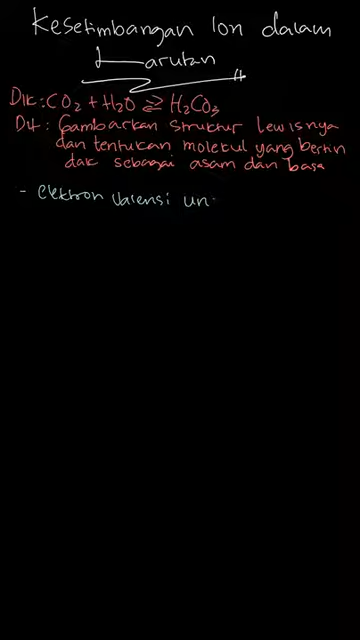 Kesetimbangan Ion dalam
Larutan
Dik: CO2 + H2O ⇄ H2CO3
Dit: Gambarkan struktur lewisnya
dan tentukan molekul yang bertin
dak sebagai asam dan basa
- elektron valensi un